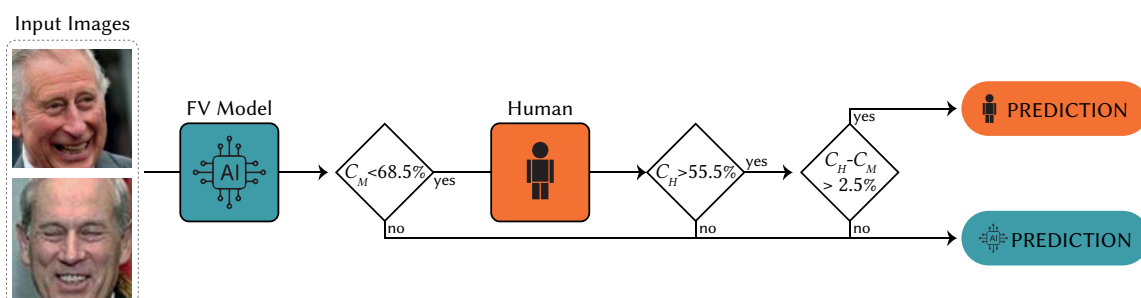 Input Images
FV Model
AI
C_M<68.5%
yes
no
Human
C_H>55.5%
yes
no
C_H-C_M
> 2.5%
yes
no
PREDICTION
AI PREDICTION